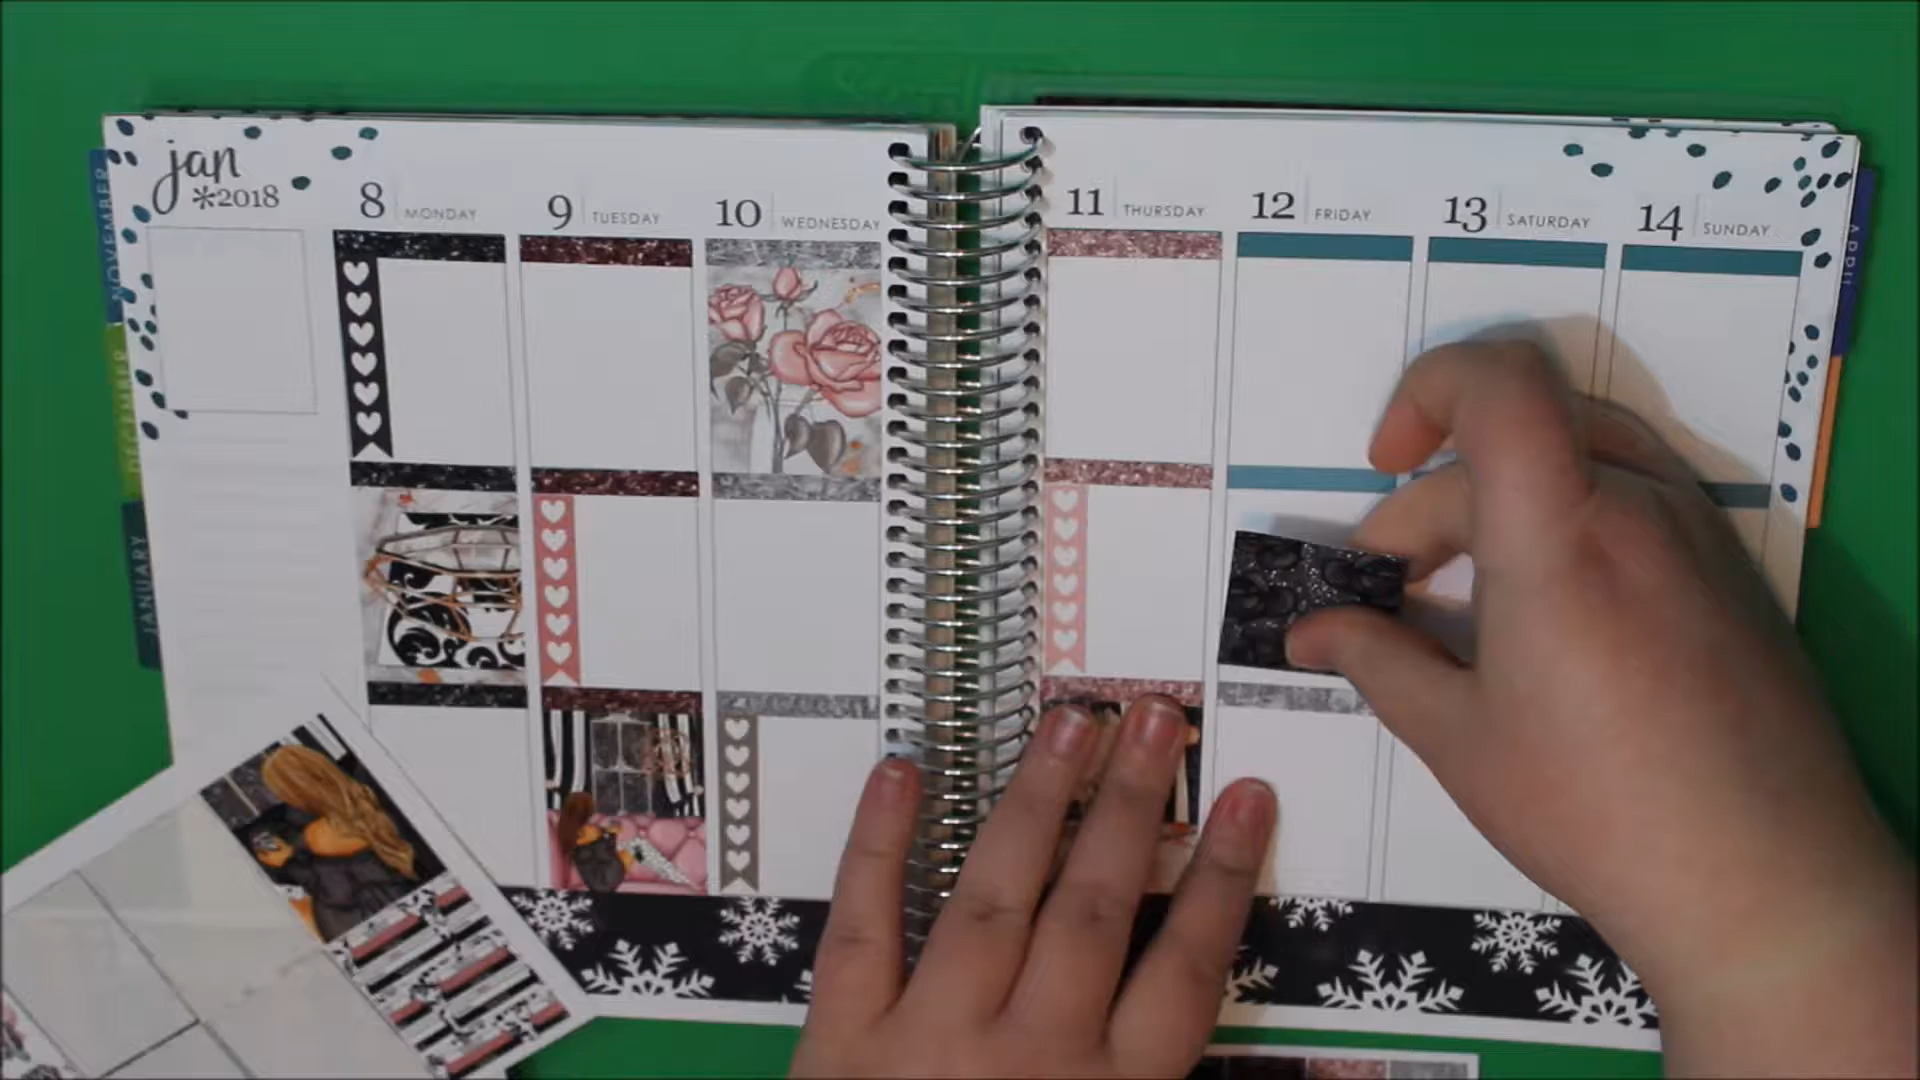 jan
*2018
8 MONDAY
9 TUESDAY
10 WEDNESDAY
11 THURSDAY
12 FRIDAY
13 SATURDAY
14 SUNDAY
NOVEMBER
DECEMBER
JANUARY
APRIL